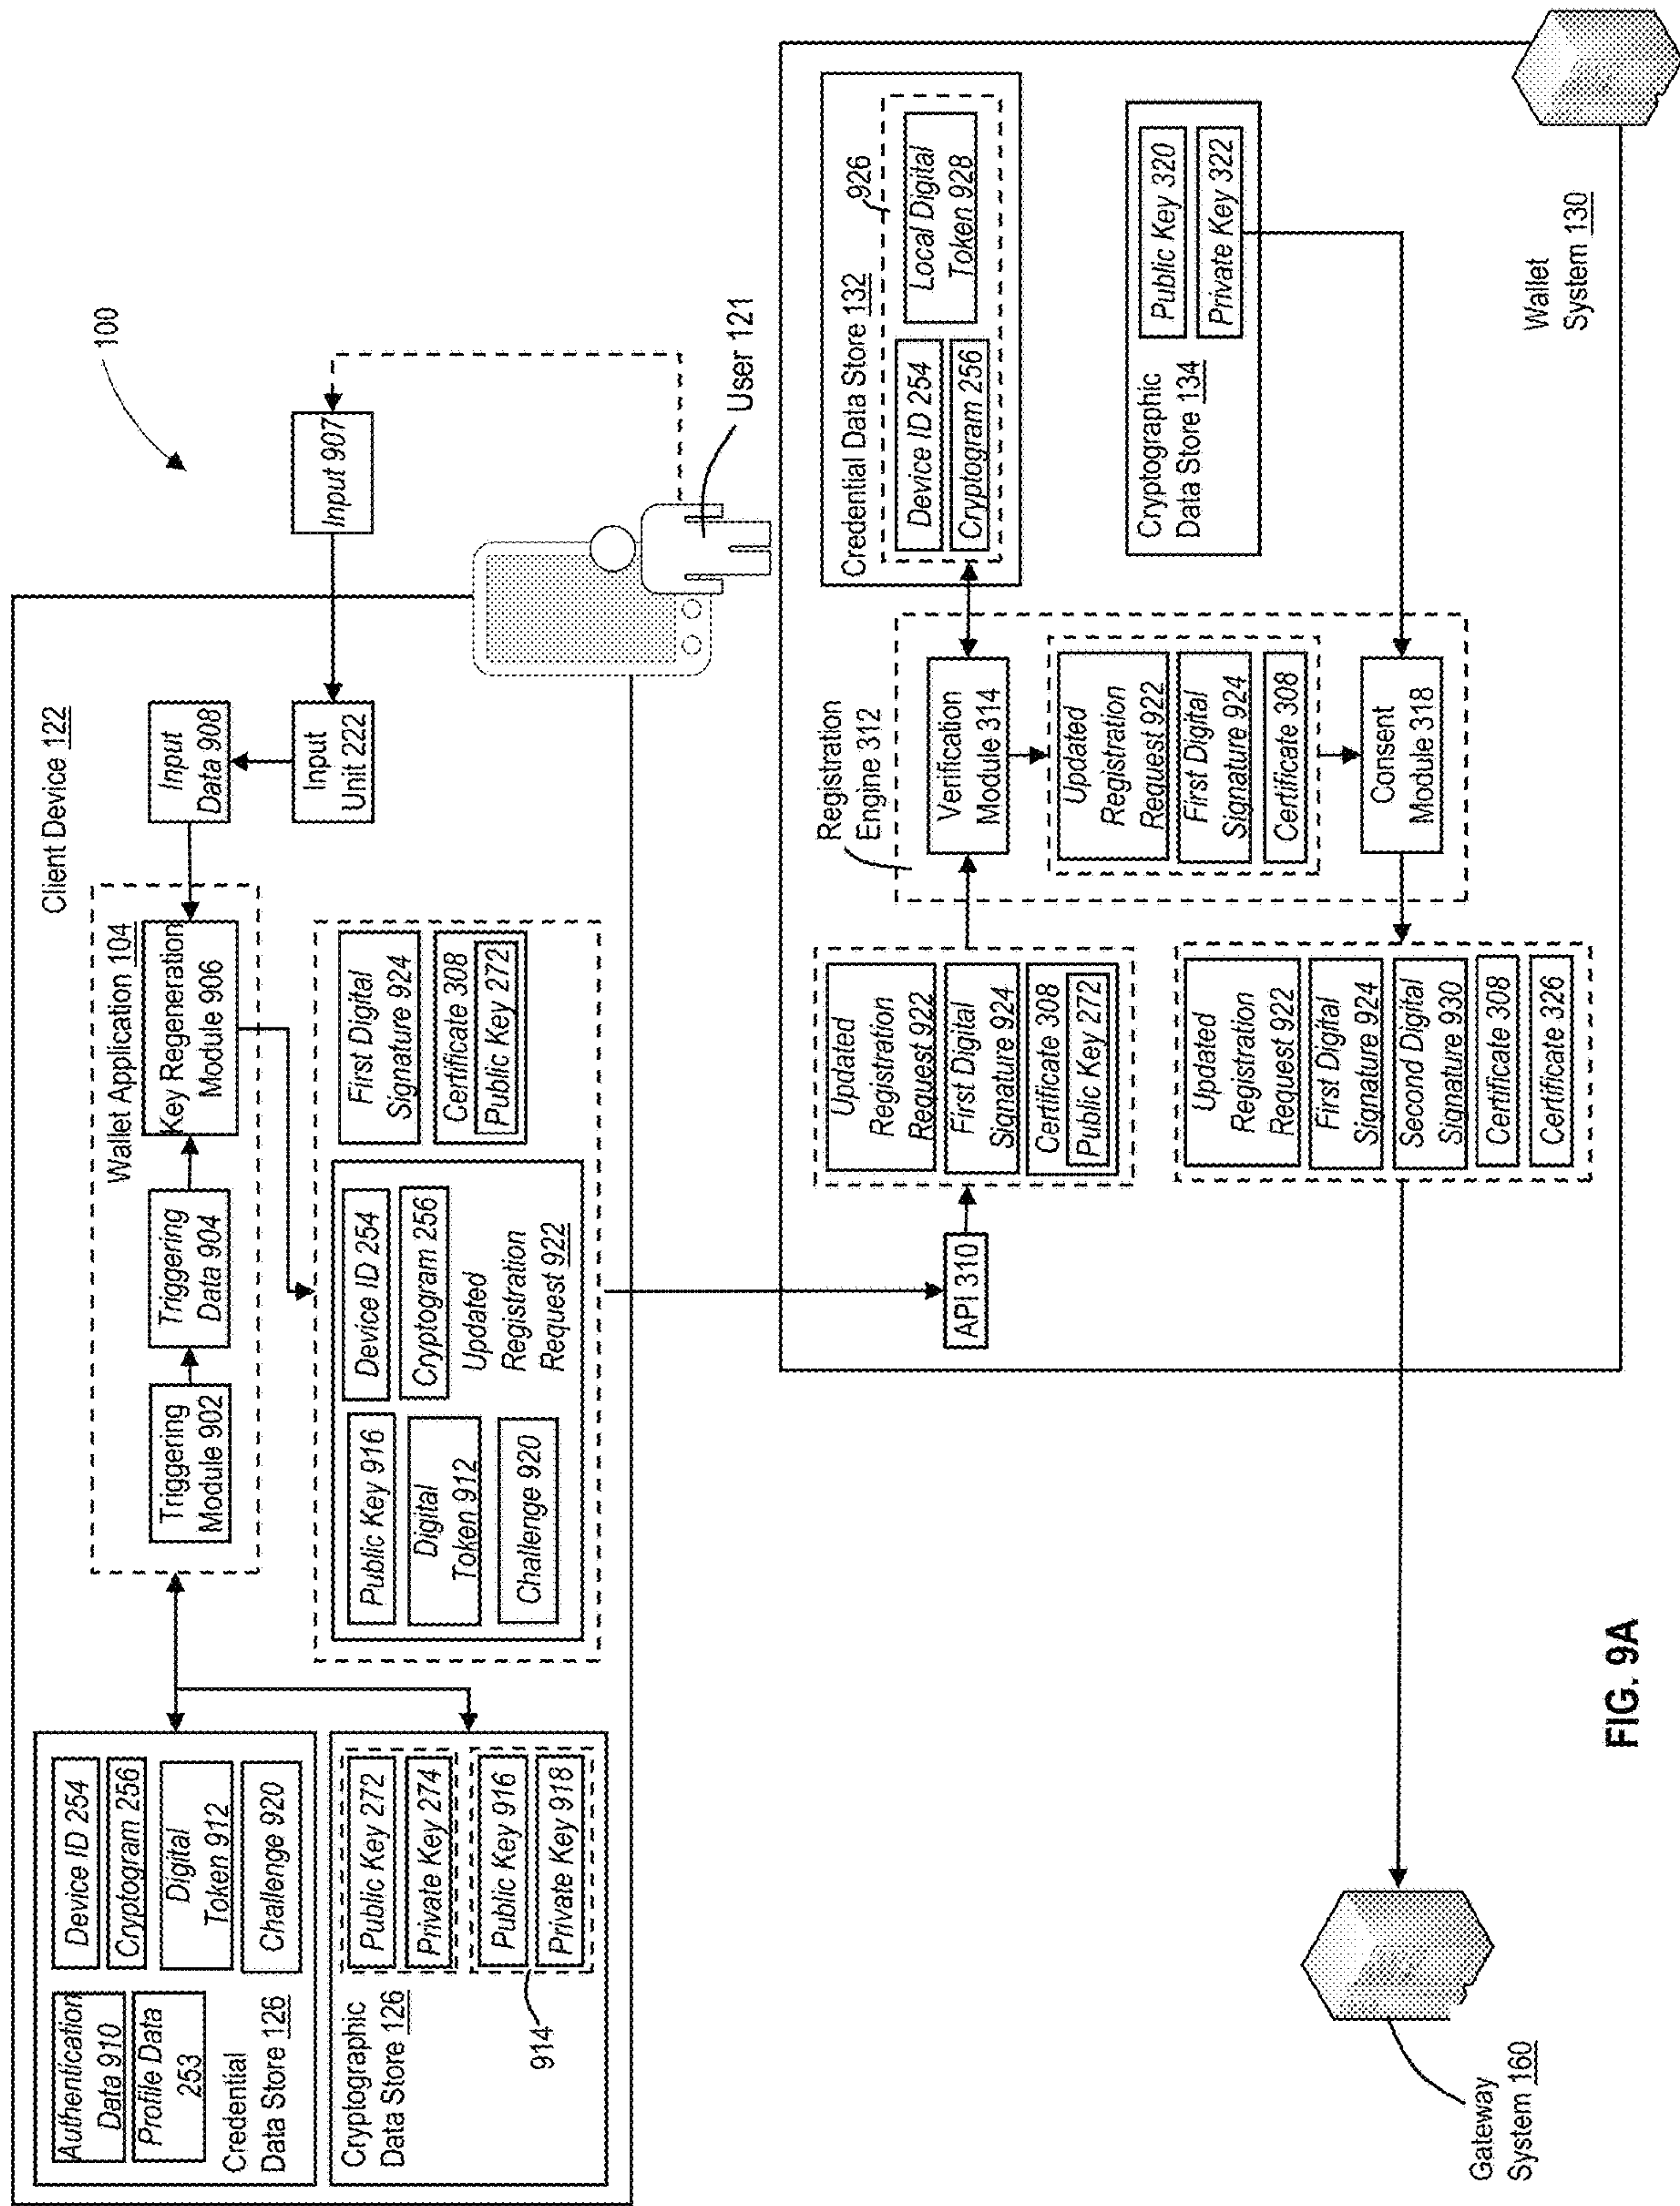 100
Client Device 122
Wallet Application 104
Triggering
Module 902
Triggering
Data 904
Key Regeneration
Module 906
Input
Data 908
Input
Unit 222
Input 907
User 121
Authentication
Data 910
Profile Data
253
Credential
Data Store 126
Device ID 254
Cryptogram 256
Digital
Token 912
Challenge 920
Cryptographic
Data Store 126
Public Key 272
Private Key 274
Public Key 916
Private Key 918
914
Public Key 916
Digital
Token 912
Challenge 920
Device ID 254
Cryptogram 256
Updated
Registration
Request 922
First Digital
Signature 924
Certificate 308
Public Key 272
API 310
Updated
Registration
Request 922
First Digital
Signature 924
Certificate 308
Public Key 272
Registration
Engine 312
Verification
Module 314
Updated
Registration
Request 922
First Digital
Signature 924
Certificate 308
Consent
Module 318
Credential Data Store 132
926
Device ID 254
Cryptogram 256
Local Digital
Token 928
Cryptographic
Data Store 134
Public Key 320
Private Key 322
Updated
Registration
Request 922
First Digital
Signature 924
Second Digital
Signature 930
Certificate 308
Certificate 326
Wallet
System 130
Gateway
System 160
FIG. 9A